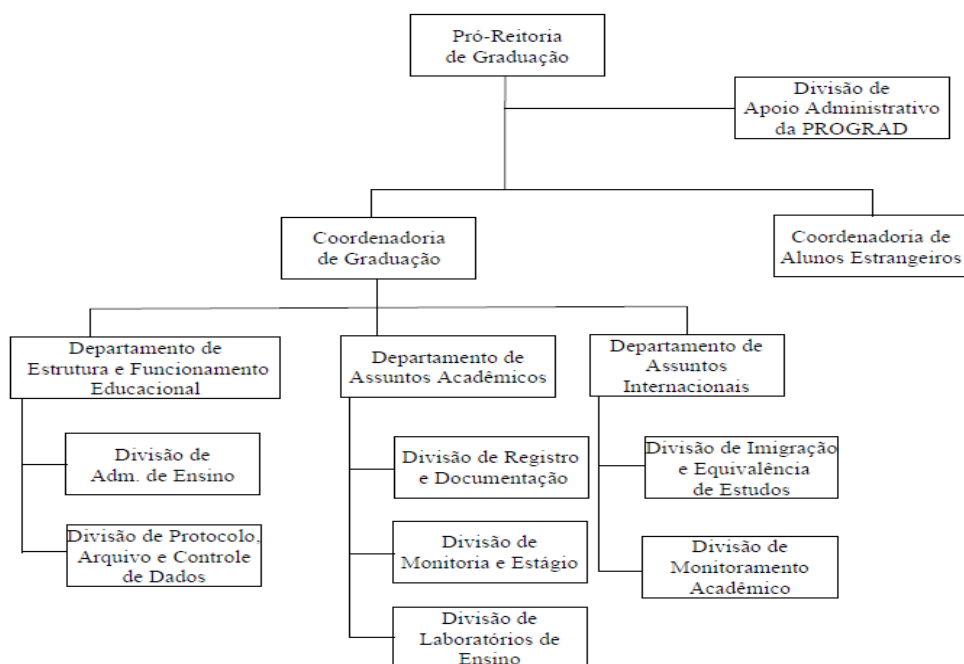 Pró-Reitoria
de Graduação
Divisão de
Apoio Administrativo
da PROGRAD
Coordenadoria
de Graduação
Coordenadoria de
Alunos Estrangeiros
Departamento de
Estrutura e Funcionamento
Educacional
Departamento de
Assuntos Acadêmicos
Departamento de
Assuntos
Internacionais
Divisão de
Adm. de Ensino
Divisão de Registro
e Documentação
Divisão de Imigração
e Equivalência
de Estudos
Divisão de Protocolo,
Arquivo e Controle
de Dados
Divisão de
Monitoria e Estágio
Divisão de
Monitoramento
Acadêmico
Divisão de
Laboratórios de
Ensino